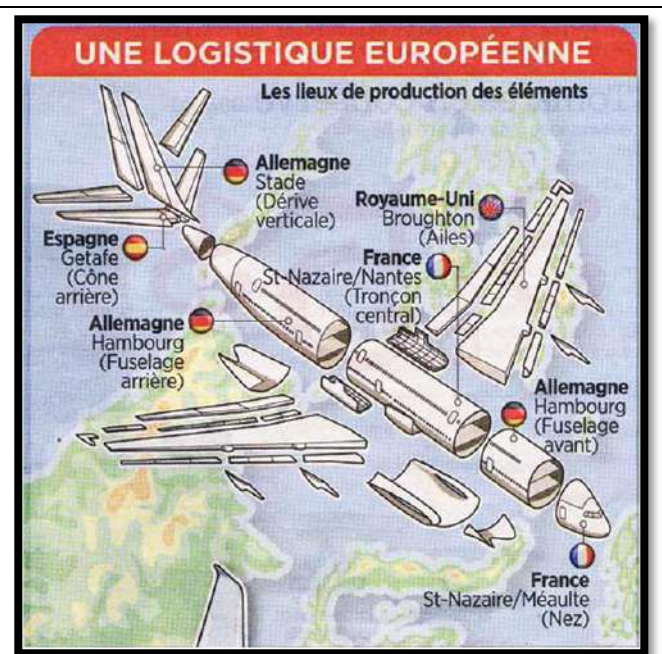 UNE LOGISTIQUE EUROPÉENNE
Les lieux de production des éléments
Allemagne
Stade
(Dérive
verticale)
Royaume-Uni
Broughton
(Ailes)
Espagne
Getafe
(Cône
arrière)
France
St-Nazaire/Nantes
(Tronçon
central)
Allemagne
Hambourg
(Fuselage
arrière)
Allemagne
Hambourg
(Fuselage
avant)
France
St-Nazaire/Méaulte
(Nez)